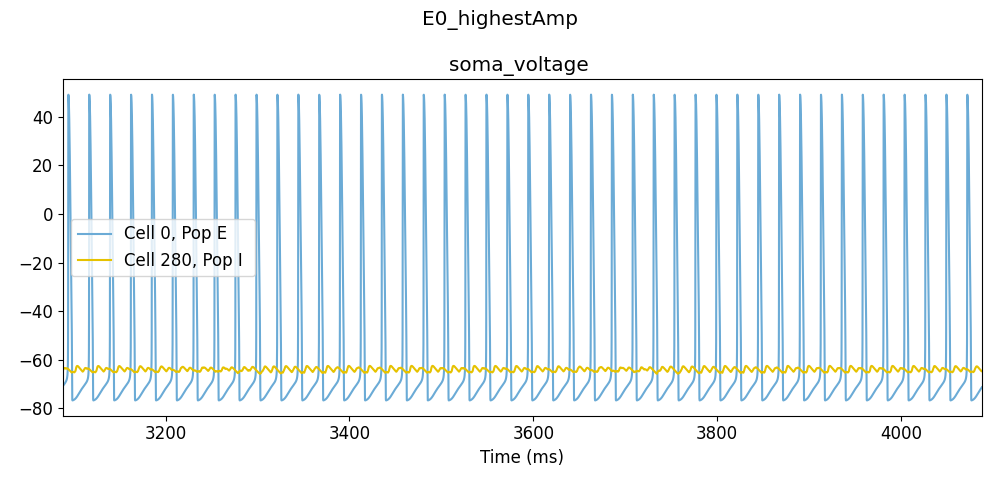 E0_highestAmp
soma_voltage
40
20
0
−20
−40
−60
−80
Cell 0, Pop E
Cell 280, Pop I
3200 3400 3600 3800 4000
Time (ms)